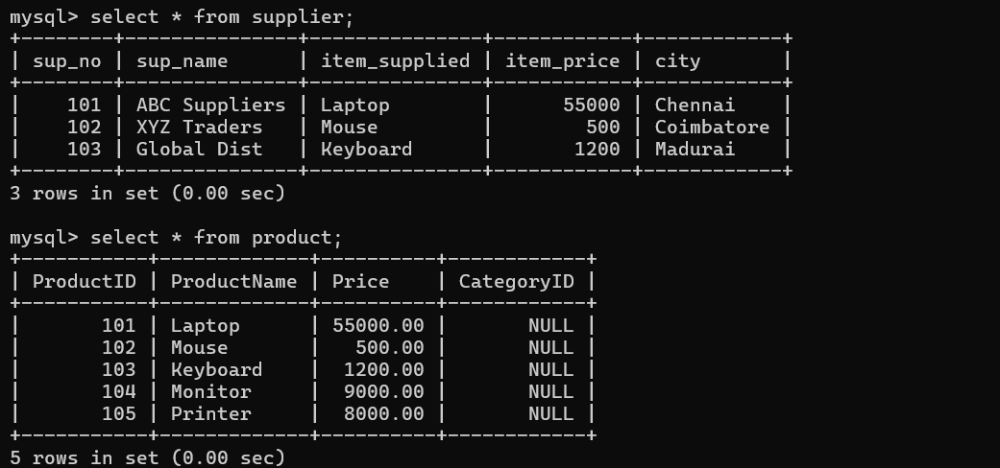 mysql> select * from supplier;
+--------+---------------+---------------+------------+------------+
| sup_no | sup_name      | item_supplied | item_price | city       |
+--------+---------------+---------------+------------+------------+
|    101 | ABC Suppliers | Laptop        |      55000 | Chennai    |
|    102 | XYZ Traders   | Mouse         |        500 | Coimbatore |
|    103 | Global Dist   | Keyboard      |       1200 | Madurai    |
+--------+---------------+---------------+------------+------------+
3 rows in set (0.00 sec)

mysql> select * from product;
+-----------+-------------+----------+------------+
| ProductID | ProductName | Price    | CategoryID |
+-----------+-------------+----------+------------+
|       101 | Laptop      | 55000.00 |       NULL |
|       102 | Mouse       |   500.00 |       NULL |
|       103 | Keyboard    |  1200.00 |       NULL |
|       104 | Monitor     |  9000.00 |       NULL |
|       105 | Printer     |  8000.00 |       NULL |
+-----------+-------------+----------+------------+
5 rows in set (0.00 sec)